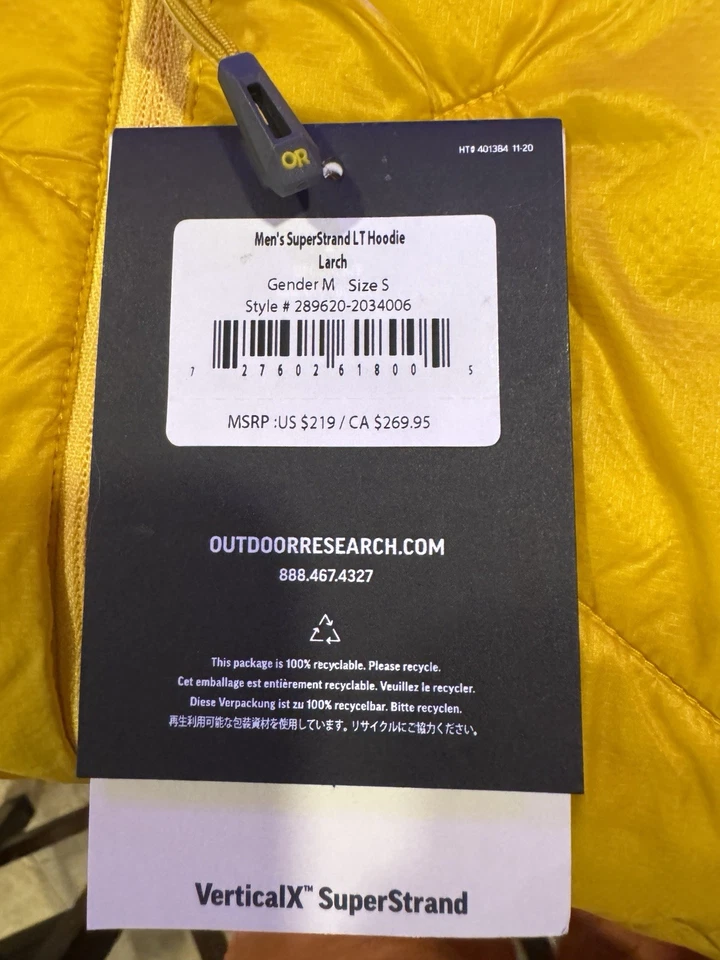 OR
HT# 401384 11-20
Men's SuperStrand LT Hoodie
Larch
Gender M Size S
Style # 289620-2034006
7 27602 61800 5
MSRP :US $219 / CA $269.95
OUTDOORRESEARCH.COM
888.467.4327
This package is 100% recyclable. Please recycle.
Cet emballage est entièrement recyclable. Veuillez le recycler.
Diese Verpackung ist zu 100% recycelbar. Bitte recyclen.
再生利用可能な包装資材を使用しています。リサイクルにご協力ください。
VerticalX™ SuperStrand